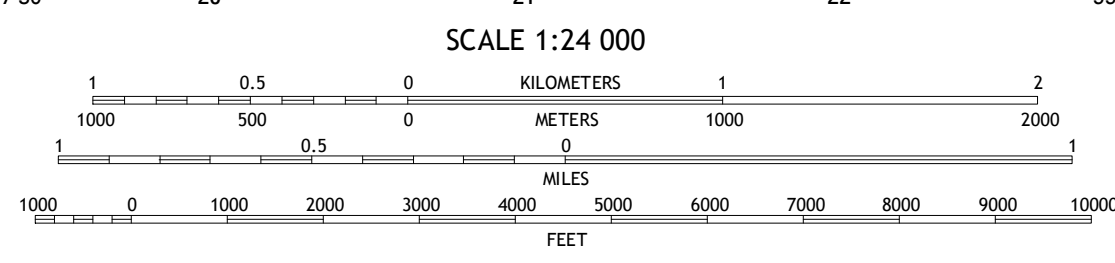 20 21 22
SCALE 1:24 000
1 0.5 0 KILOMETERS 1 2
1000 500 0 METERS 1000 2000
1 0.5 0 1
MILES
1000 0 1000 2000 3000 4000 5000 6000 7000 8000 9000 10000
FEET